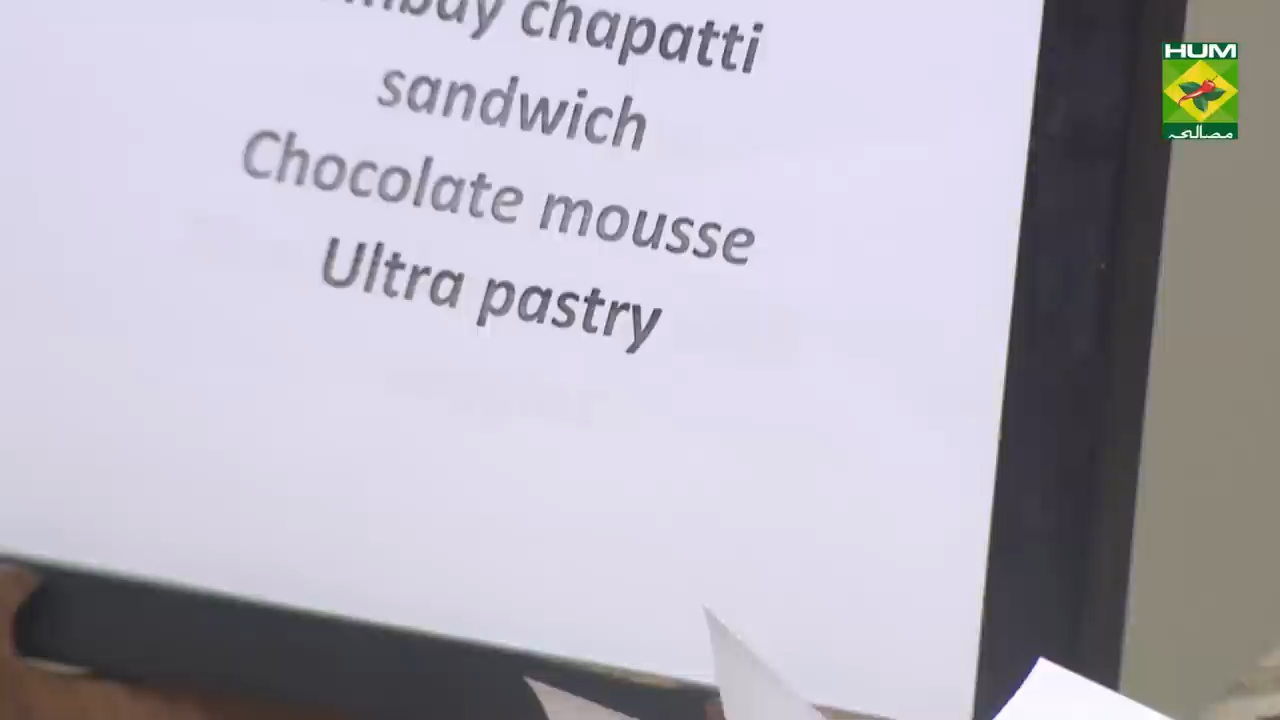 chapatti
sandwich
Chocolate mousse
Ultra pastry
HUM
مصالحہ